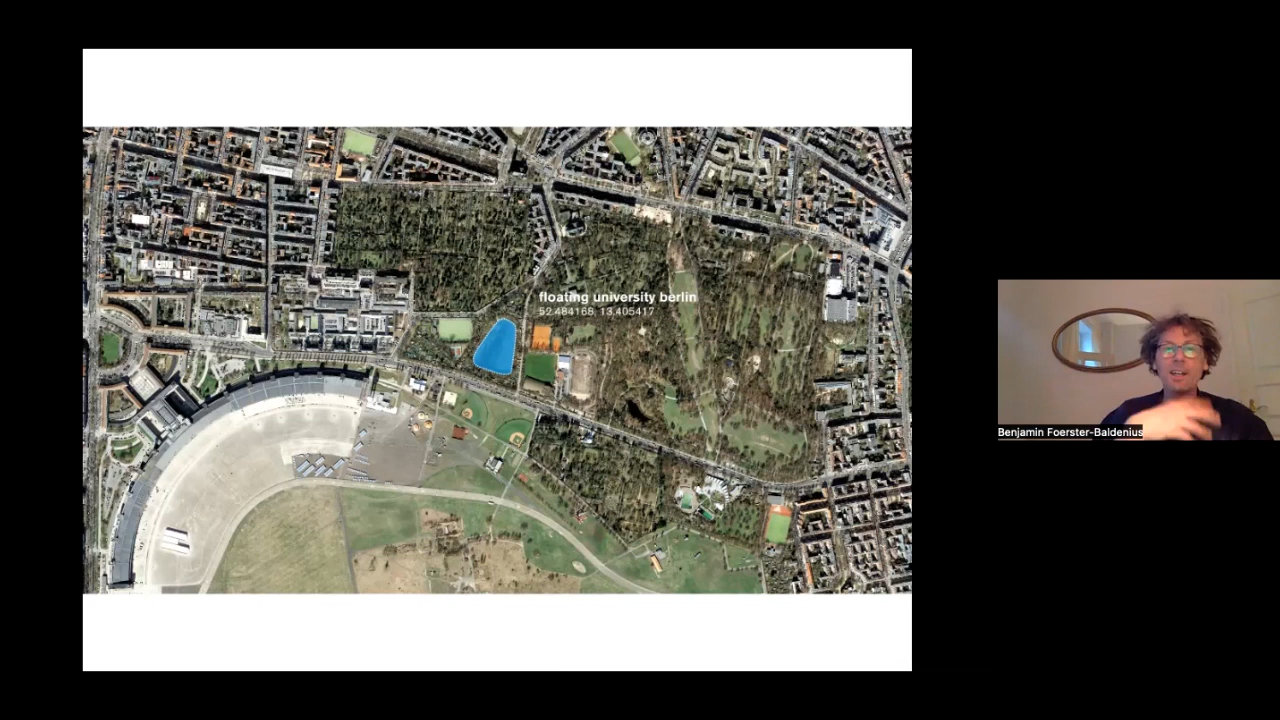 floating university berlin
52.484168, 13.405417
Benjamin Foerster-Baldenius